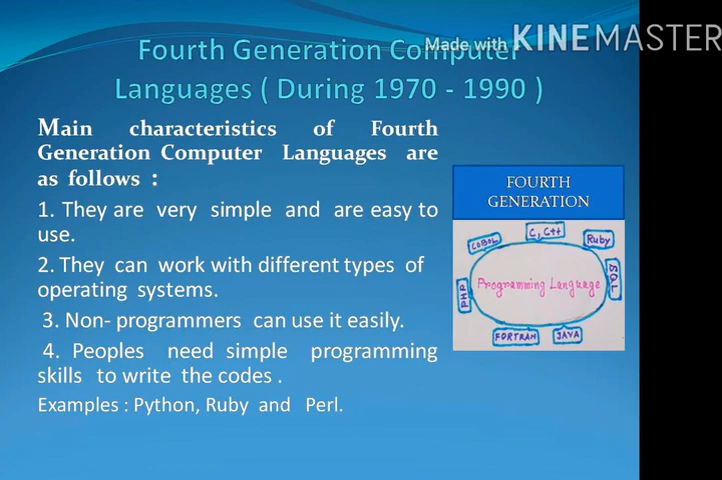 Made with KINEMASTER
Fourth Generation Computer
Languages ( During 1970 - 1990 )
Main characteristics of Fourth
Generation Computer Languages are
as follows :
1. They are very simple and are easy to
use.
2. They can work with different types of
operating systems.
3. Non- programmers can use it easily.
4. Peoples need simple programming
skills to write the codes .
Examples : Python, Ruby and Perl.
FOURTH
GENERATION
COBOL
C, C++
Ruby
SQL
PHP
Programming Language
FORTRAN
JAVA